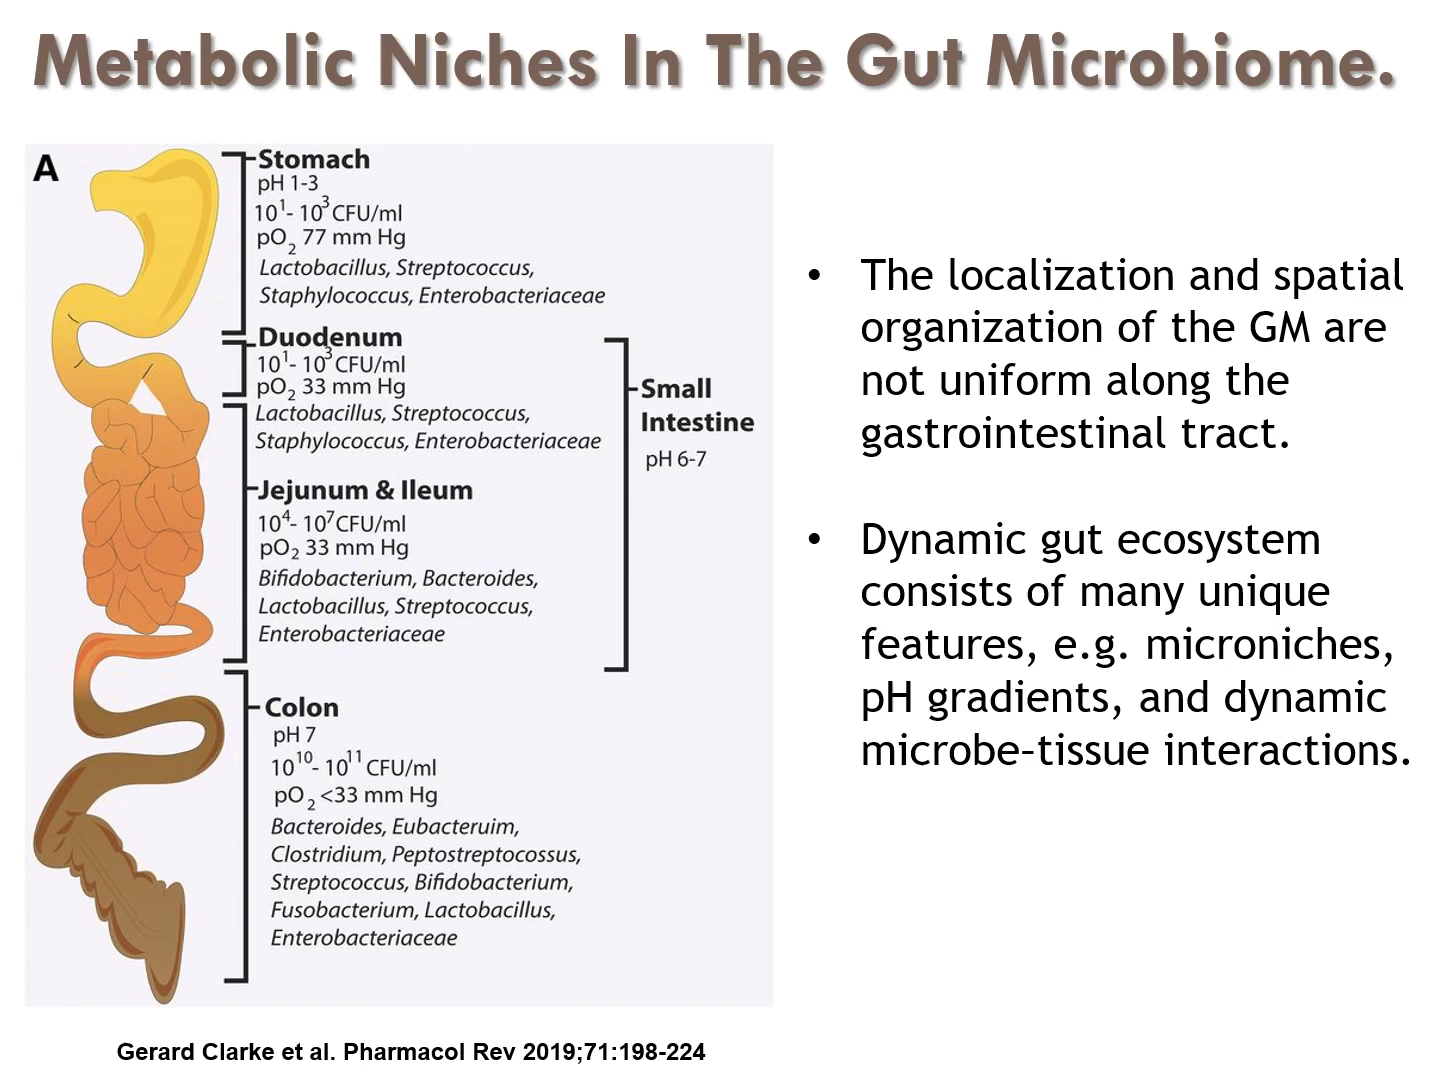 Metabolic Niches In The Gut Microbiome.
A
Stomach
pH 1-3
10¹- 10³ CFU/ml
pO₂ 77 mm Hg
Lactobacillus, Streptococcus,
Staphylococcus, Enterobacteriaceae
Duodenum
10¹- 10³ CFU/ml
pO₂ 33 mm Hg
Lactobacillus, Streptococcus,
Staphylococcus, Enterobacteriaceae
Small
Intestine
pH 6-7
Jejunum & Ileum
10⁴- 10⁷ CFU/ml
pO₂ 33 mm Hg
Bifidobacterium, Bacteroides,
Lactobacillus, Streptococcus,
Enterobacteriaceae
Colon
pH 7
10¹⁰- 10¹¹ CFU/ml
pO₂ <33 mm Hg
Bacteroides, Eubacteruim,
Clostridium, Peptostreptocossus,
Streptococcus, Bifidobacterium,
Fusobacterium, Lactobacillus,
Enterobacteriaceae
• The localization and spatial
organization of the GM are
not uniform along the
gastrointestinal tract.
• Dynamic gut ecosystem
consists of many unique
features, e.g. microniches,
pH gradients, and dynamic
microbe-tissue interactions.
Gerard Clarke et al. Pharmacol Rev 2019;71:198-224